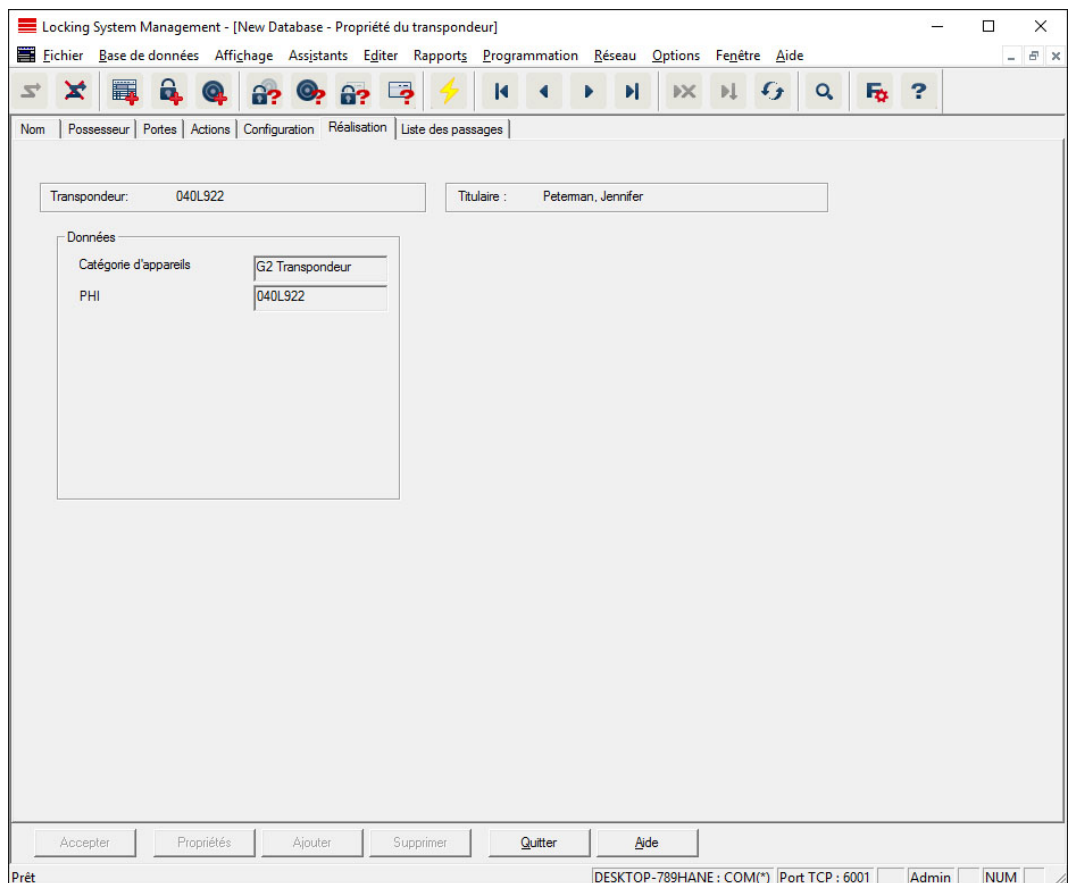 Locking System Management - [New Database - Propriété du transpondeur]
Fichier Base de données Affichage Assistants Editer Rapports Programmation Réseau Options Fenêtre Aide
Nom Possesseur Portes Actions Configuration Réalisation Liste des passages
Transpondeur: 040L922 Titulaire : Peterman, Jennifer
Données
Catégorie d'appareils G2 Transpondeur
PHI 040L922
Accepter Propriétés Ajouter Supprimer Quitter Aide
Prêt DESKTOP-789HANE : COM(*) Port TCP : 6001 Admin NUM